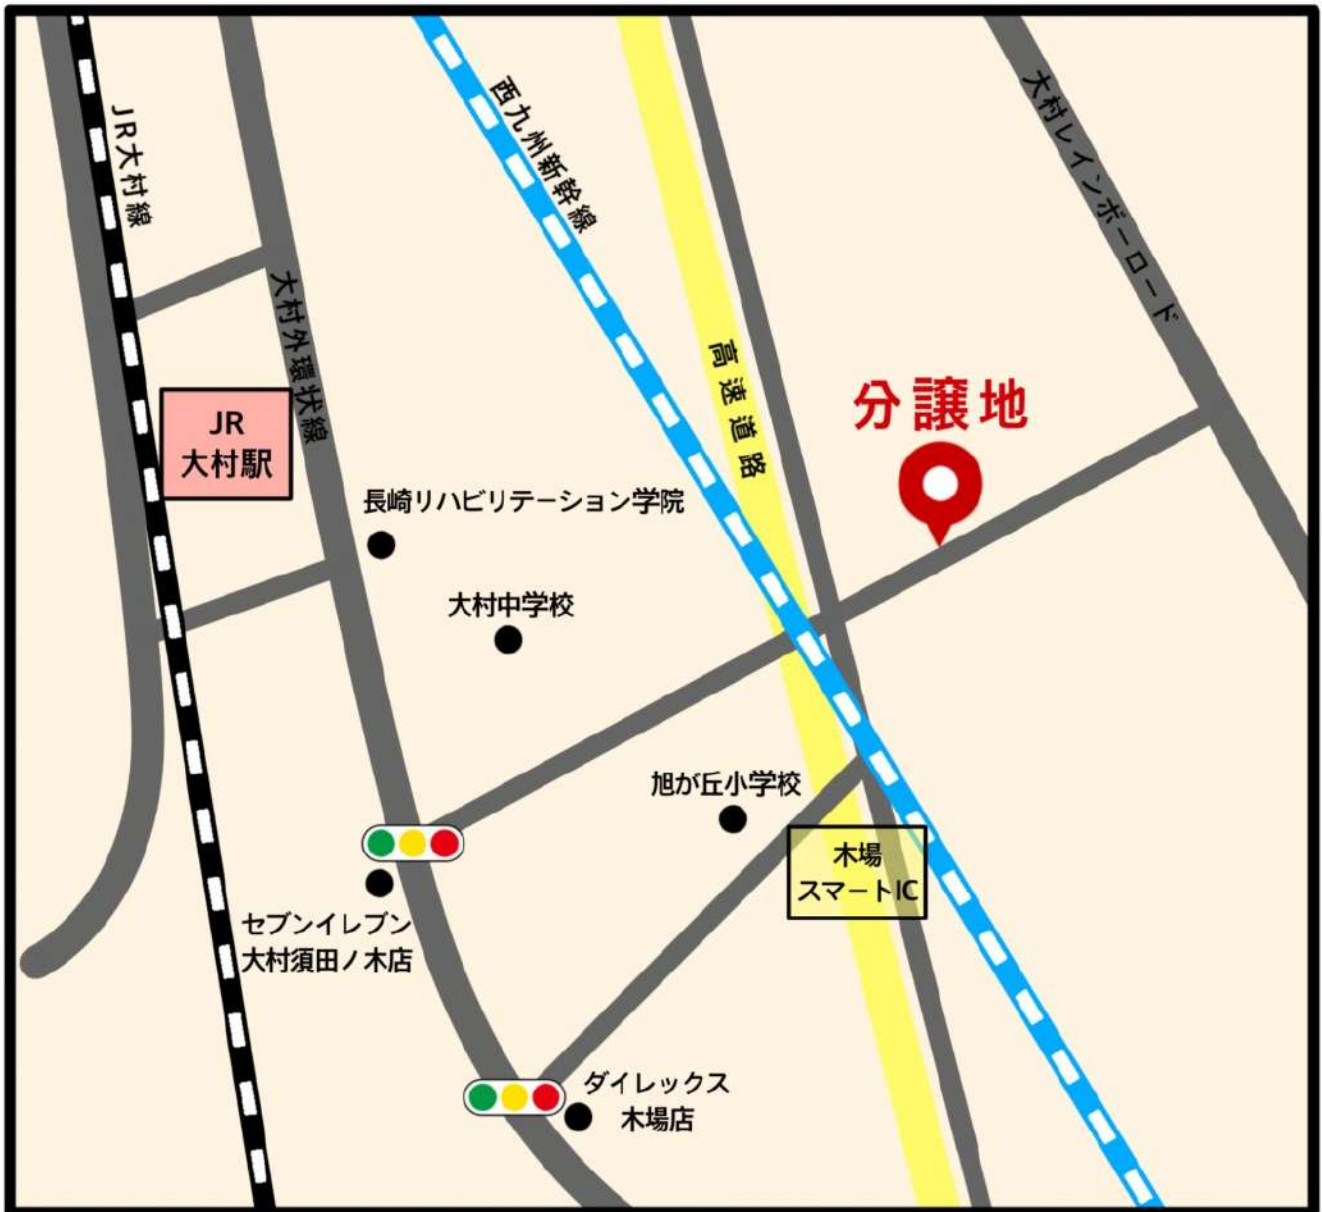 JR大村線
西九州新幹線
大村レインボーロード
大村外環状線
高速道路
分譲地
JR
大村駅
長崎リハビリテーション学院
大村中学校
旭が丘小学校
木場
スマートIC
セブンイレブン
大村須田ノ木店
ダイレックス
木場店